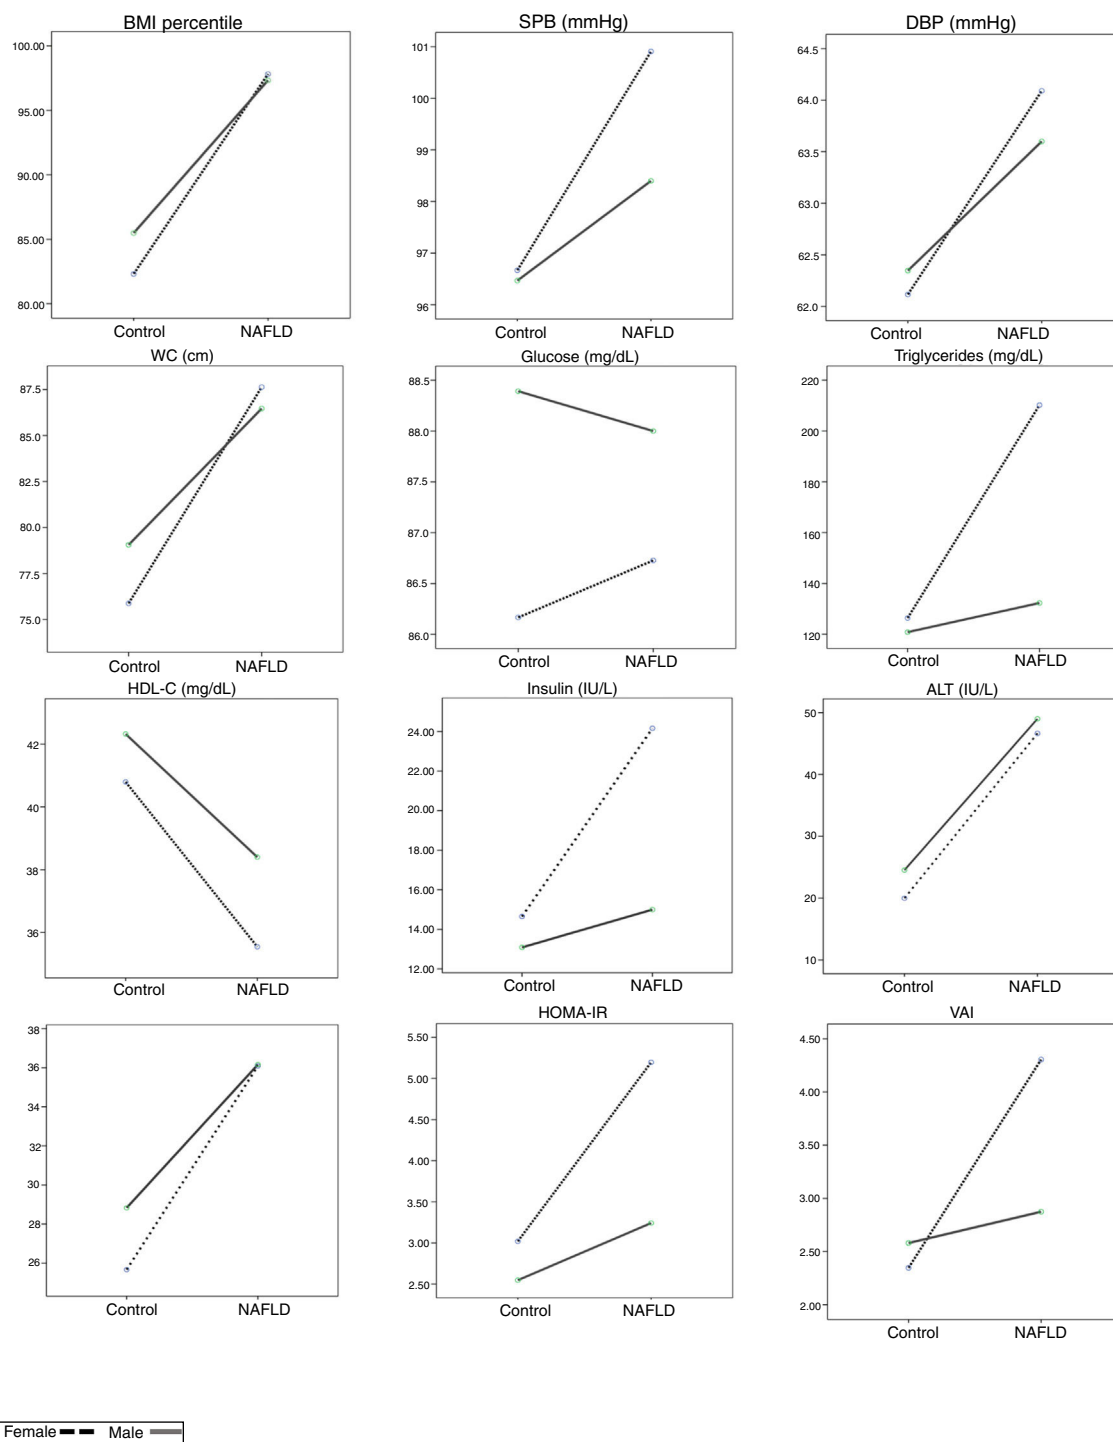 BMI percentile
100.00
95.00
90.00
85.00
80.00
Control NAFLD
SPB (mmHg)
101
100
99
98
97
96
Control NAFLD
DBP (mmHg)
64.5
64.0
63.5
63.0
62.5
62.0
Control NAFLD
WC (cm)
87.5
85.0
82.5
80.0
77.5
75.0
Control NAFLD
Glucose (mg/dL)
88.5
88.0
87.5
87.0
86.5
86.0
Control NAFLD
Triglycerides (mg/dL)
220
200
180
160
140
120
Control NAFLD
HDL-C (mg/dL)
42
40
38
36
Control NAFLD
Insulin (IU/L)
24.00
22.00
20.00
18.00
16.00
14.00
12.00
Control NAFLD
ALT (IU/L)
50
40
30
20
10
Control NAFLD
38
36
34
32
30
28
26
Control NAFLD
HOMA-IR
5.50
5.00
4.50
4.00
3.50
3.00
2.50
Control NAFLD
VAI
4.50
4.00
3.50
3.00
2.50
2.00
Control NAFLD
Female Male